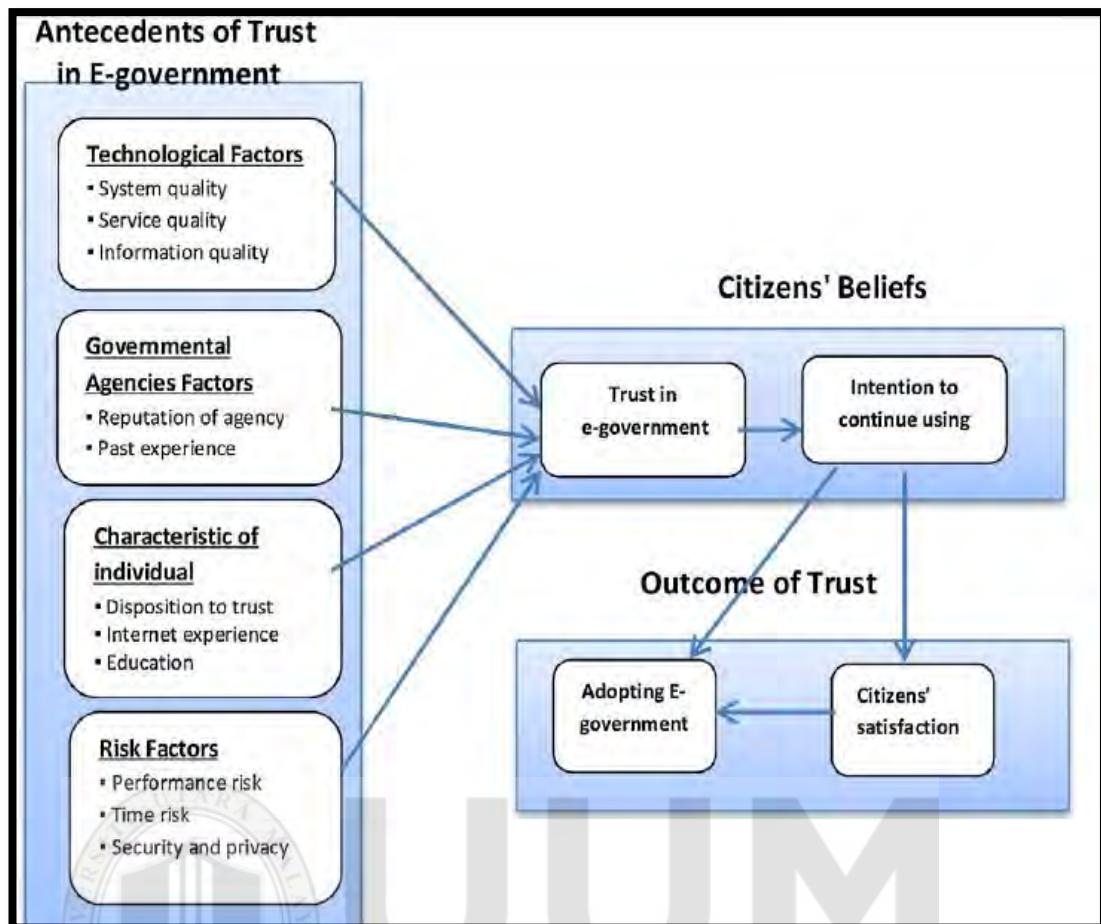 Antecedents of Trust
in E-government
Technological Factors
▪ System quality
▪ Service quality
▪ Information quality
Governmental
Agencies Factors
▪ Reputation of agency
▪ Past experience
Characteristic of
individual
▪ Disposition to trust
▪ Internet experience
▪ Education
Risk Factors
▪ Performance risk
▪ Time risk
▪ Security and privacy
Citizens' Beliefs
Trust in
e-government
Intention to
continue using
Outcome of Trust
Adopting E-
government
Citizens'
satisfaction
UUM